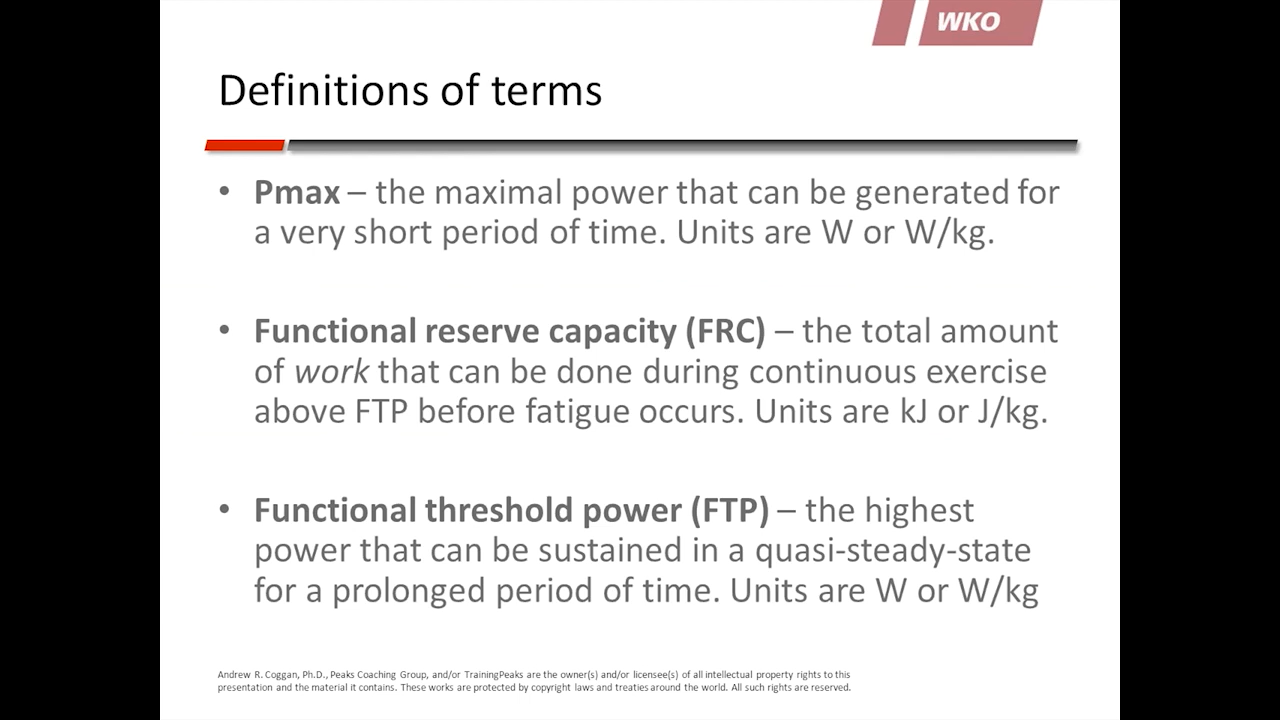 WKO
Definitions of terms
• Pmax – the maximal power that can be generated for
a very short period of time. Units are W or W/kg.
• Functional reserve capacity (FRC) – the total amount
of work that can be done during continuous exercise
above FTP before fatigue occurs. Units are kJ or J/kg.
• Functional threshold power (FTP) – the highest
power that can be sustained in a quasi-steady-state
for a prolonged period of time. Units are W or W/kg
Andrew R. Coggan, Ph.D., Peaks Coaching Group, and/or TrainingPeaks are the owner(s) and/or licensee(s) of all intellectual property rights to this
presentation and the material it contains. These works are protected by copyright laws and treaties around the world. All such rights are reserved.